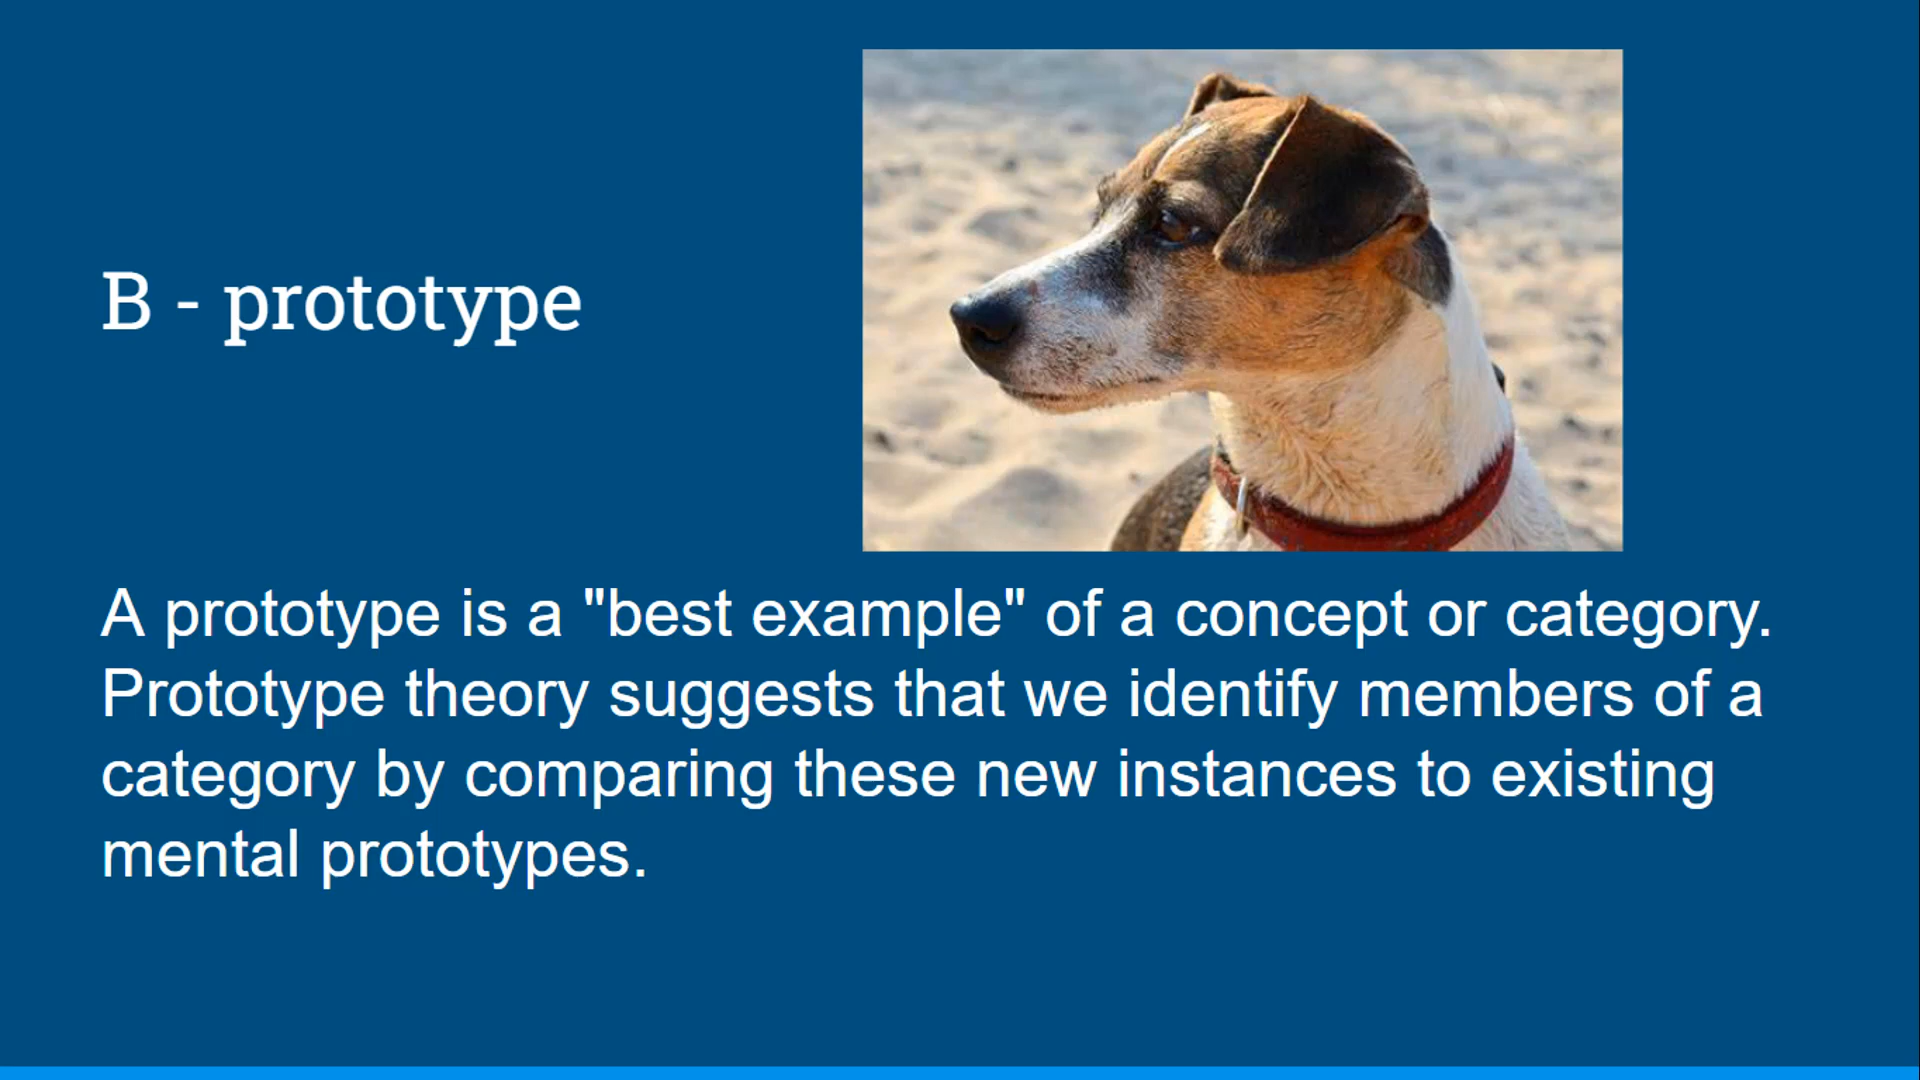 B - prototype
A prototype is a "best example" of a concept or category.
Prototype theory suggests that we identify members of a
category by comparing these new instances to existing
mental prototypes.